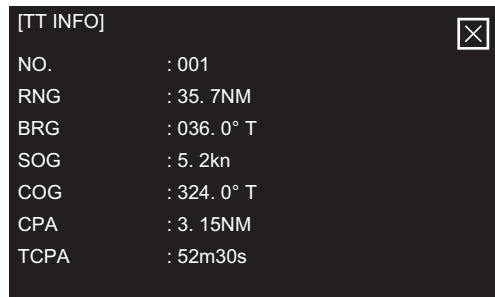 [TT INFO]
NO. : 001
RNG : 35. 7NM
BRG : 036. 0° T
SOG : 5. 2kn
COG : 324. 0° T
CPA : 3. 15NM
TCPA : 52m30s